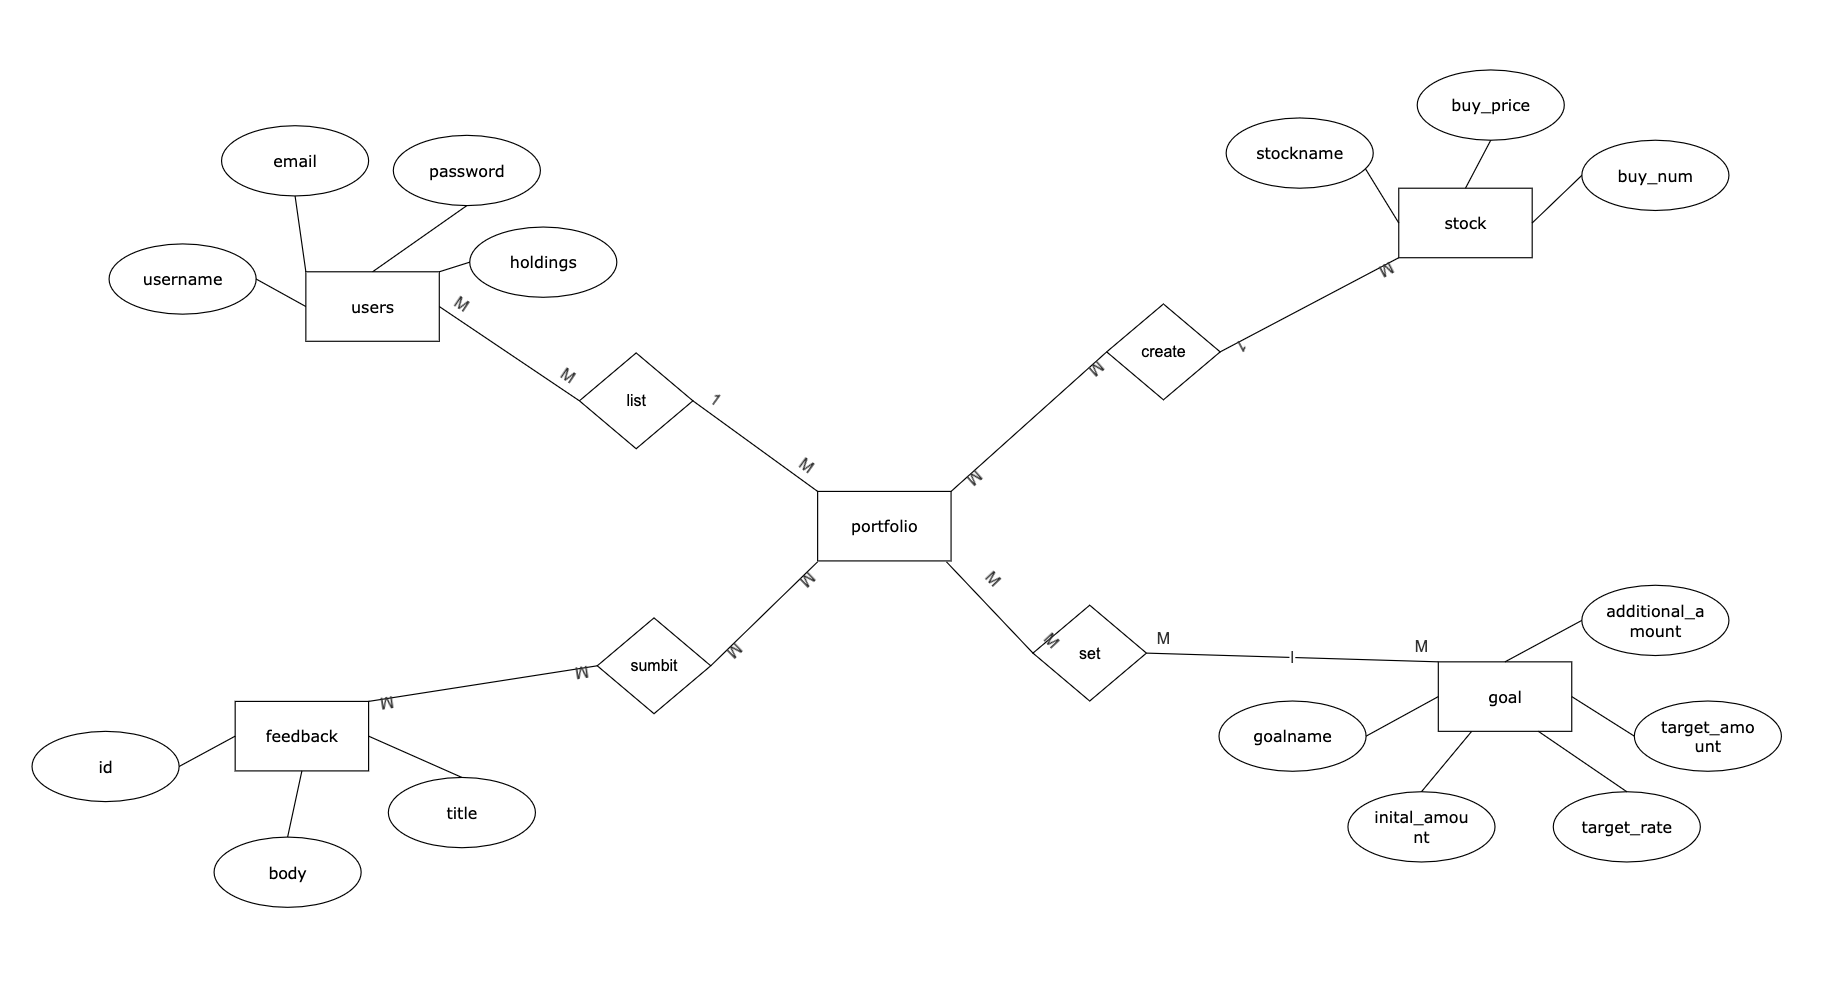 buy_price
stockname
email
password
buy_num
stock
holdings
username
users
M
M
1
create
M
M
1
list
M
M
portfolio
M
M
M
additional_a
mount
M
M
M
set
M
I
M
sumbit
M
M
goal
feedback
goalname
target_amo
unt
id
title
inital_amou
nt
target_rate
body